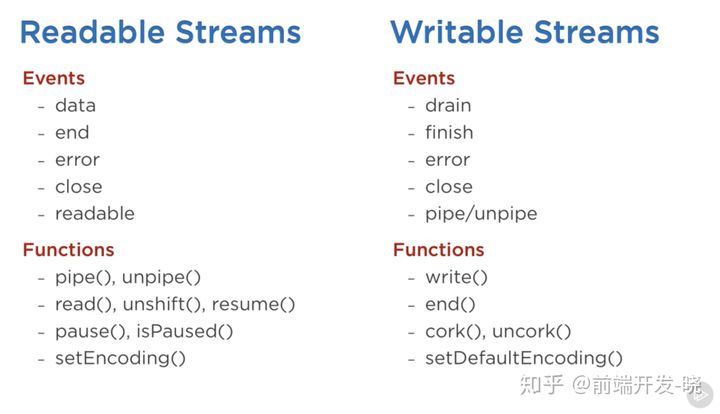 Readable Streams
Events
- data
- end
- error
- close
- readable
Functions
- pipe(), unpipe()
- read(), unshift(), resume()
- pause(), isPaused()
- setEncoding()
Writable Streams
Events
- drain
- finish
- error
- close
- pipe/unpipe
Functions
- write()
- end()
- cork(), uncork()
- setDefaultEncoding()
知乎 @前端开发-晓